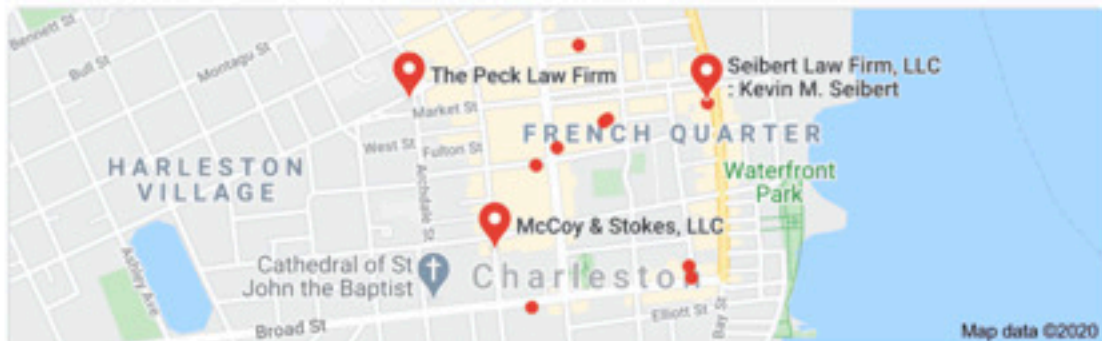 Bennett St
Bull St
Montagu St
The Peck Law Firm
Seibert Law Firm, LLC
: Kevin M. Seibert
Market St
West St
Fulton St
FRENCH QUARTER
HARLESTON
VILLAGE
Archdale St
Waterfront
Park
McCoy & Stokes, LLC
Cathedral of St
John the Baptist
Charleston
Ashley Ave
Broad St
Elliott St
Bay St
Map data ©2020